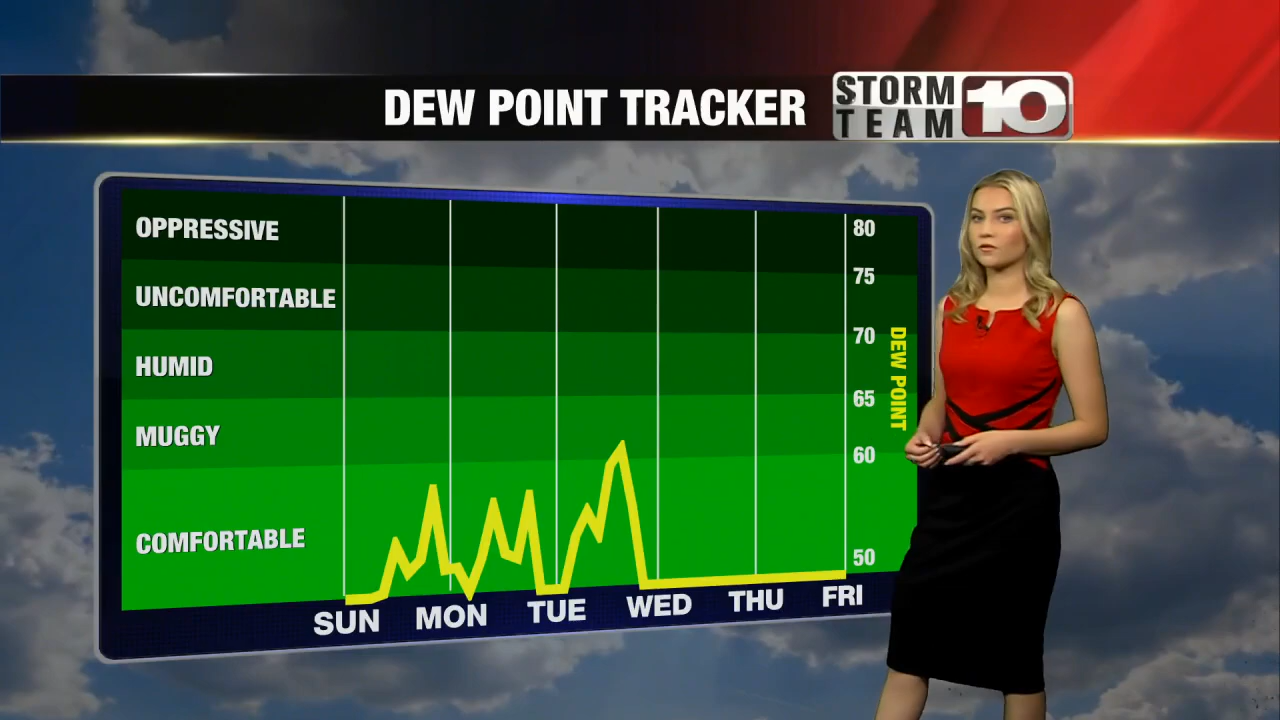 DEW POINT TRACKER
STORM
TEAM
10
OPPRESSIVE
UNCOMFORTABLE
HUMID
MUGGY
COMFORTABLE
80
75
70
65
60
50
DEW POINT
SUN MON TUE WED THU FRI